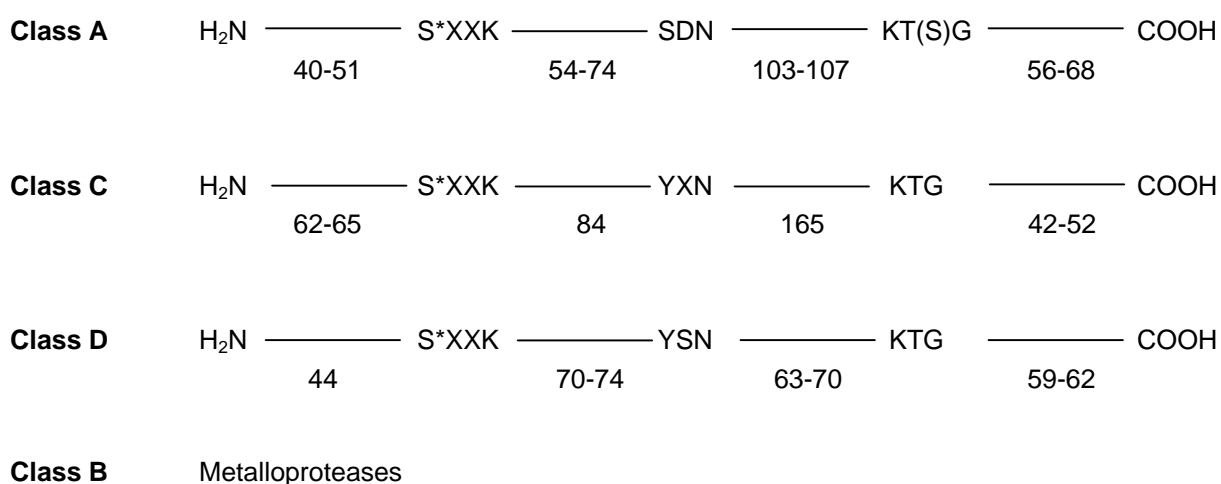 Class A H₂N S*XXK SDN KT(S)G COOH
40-51 54-74 103-107 56-68
Class C H₂N S*XXK YXN KTG COOH
62-65 84 165 42-52
Class D H₂N S*XXK YSN KTG COOH
44 70-74 63-70 59-62
Class B Metalloproteases